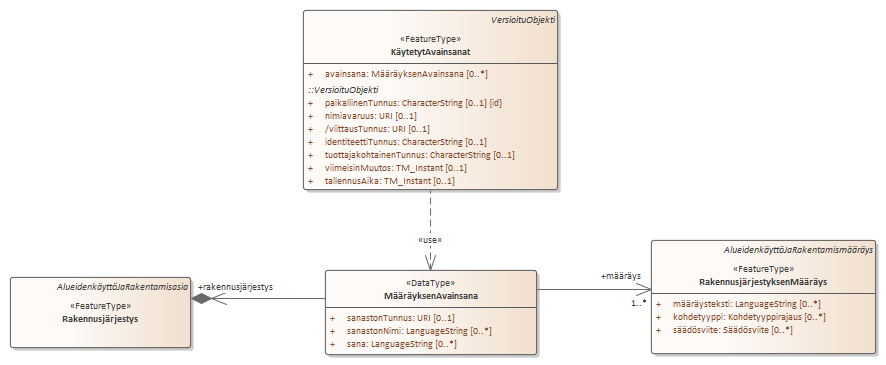 VersioituObjekti
«FeatureType»
KäytetytAvainsanat
+ avainsana: MääräyksenAvainsana [0..*]
::VersioituObjekti
+ paikallinenTunnus: CharacterString [0..1] {id}
+ nimiavaruus: URI [0..1]
+ /viittausTunnus: URI [0..1]
+ identiteettiTunnus: CharacterString [0..1]
+ tuottajakohtainenTunnus: CharacterString [0..1]
+ viimeisinMuutos: TM_Instant [0..1]
+ tallennusAika: TM_Instant [0..1]
«use»
AlueidenkäyttöJaRakentamisasia
«FeatureType»
Rakennusjärjestys
+rakennusjärjestys
«DataType»
MääräyksenAvainsana
+ sanastonTunnus: URI [0..1]
+ sanastonNimi: LanguageString [0..*]
+ sana: LanguageString [0..*]
+määräys
1..*
AlueidenkäyttöJaRakentamismääräys
«FeatureType»
RakennusjärjestyksenMääräys
+ määräysteksti: LanguageString [0..*]
+ kohdetyyppi: Kohdetyyppirajaus [0..*]
+ säädösviite: Säädösviite [0..*]